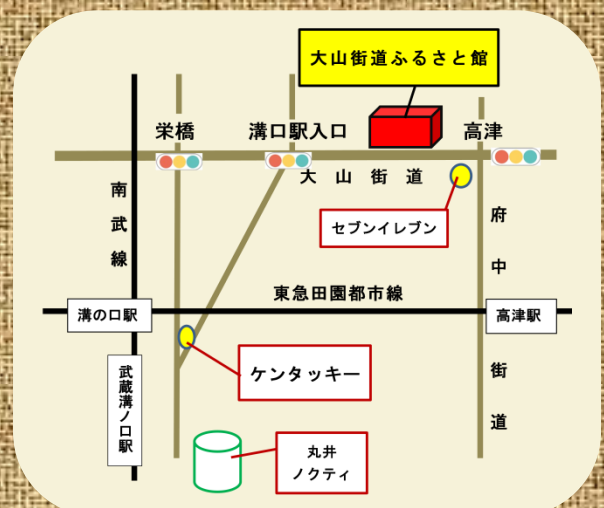 大山街道ふるさと館
栄橋
溝口駅入口
高津
大山街道
南武線
セブンイレブン
府中街道
東急田園都市線
溝の口駅
高津駅
武蔵溝ノ口駅
ケンタッキー
丸井
ノクティ